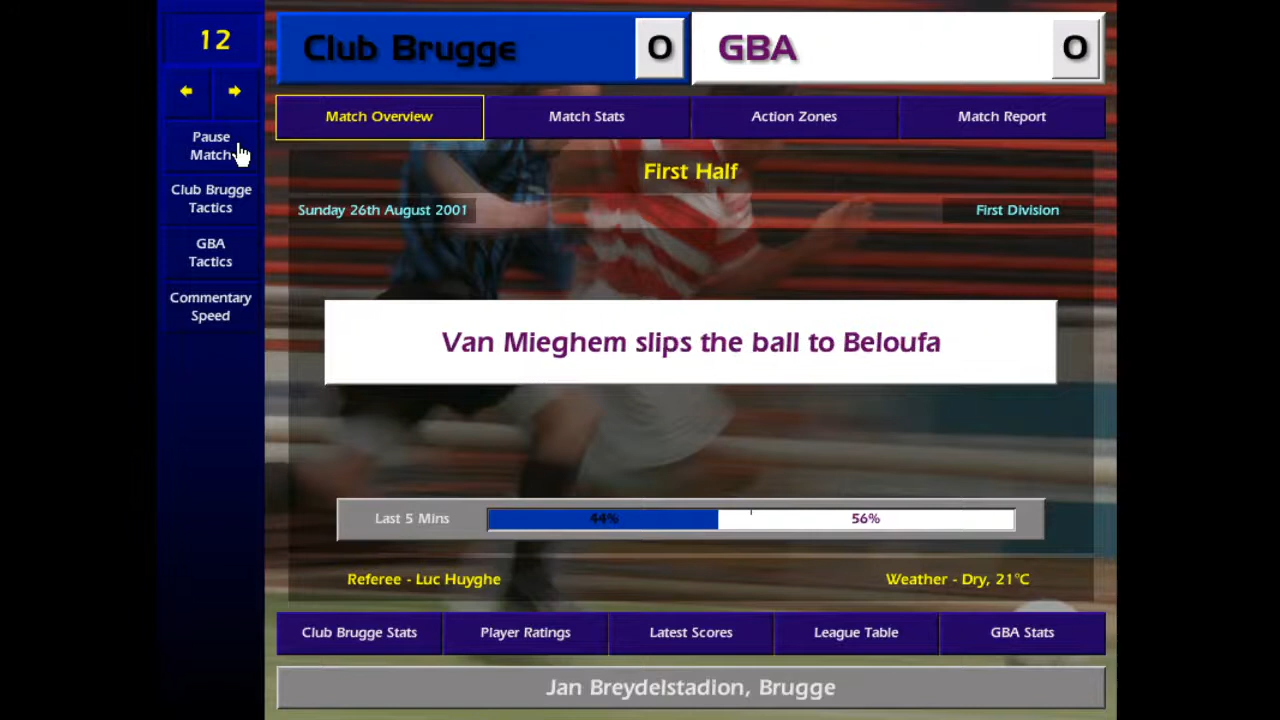 12
Club Brugge 0
GBA 0
Pause
Match
Club Brugge
Tactics
GBA
Tactics
Commentary
Speed
Match Overview
Match Stats
Action Zones
Match Report
First Half
Sunday 26th August 2001
First Division
Van Mieghem slips the ball to Beloufa
Last 5 Mins
44%
56%
Referee - Luc Huyghe
Weather - Dry, 21°C
Club Brugge Stats
Player Ratings
Latest Scores
League Table
GBA Stats
Jan Breydelstadion, Brugge